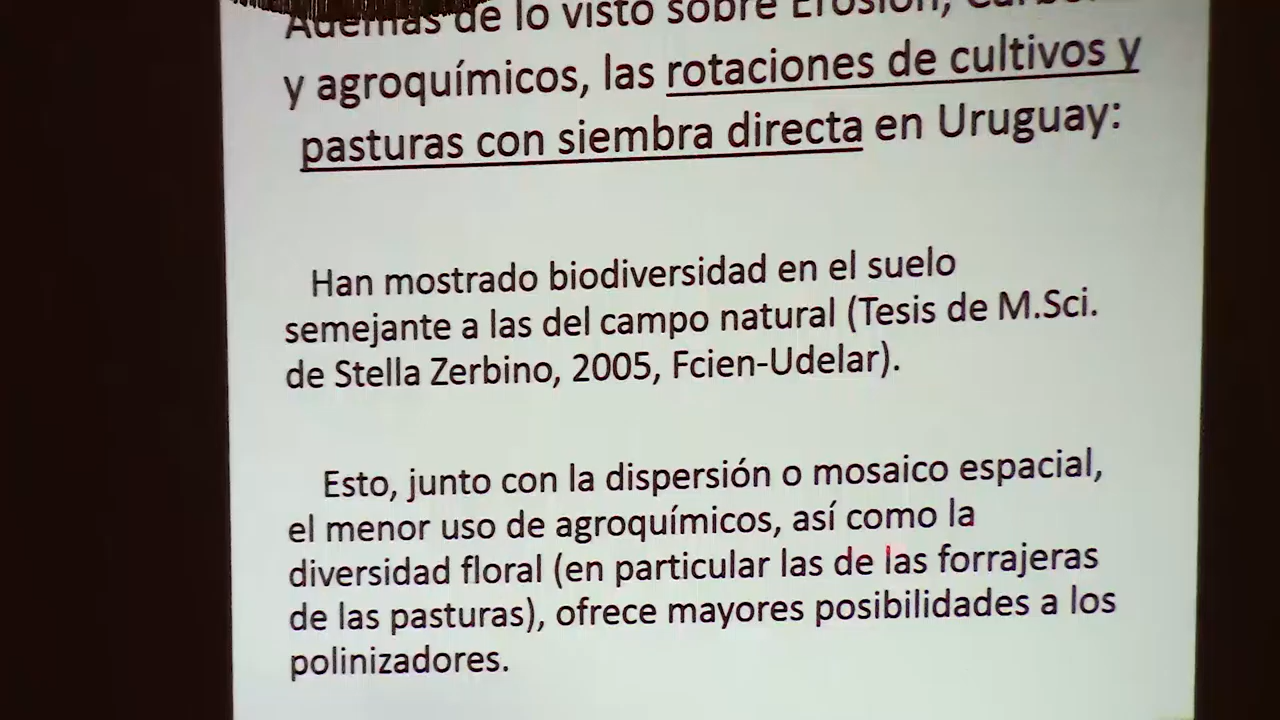 Además de lo visto sobre Erosión,
y agroquímicos, las rotaciones de cultivos y
pasturas con siembra directa en Uruguay:
Han mostrado biodiversidad en el suelo
semejante a las del campo natural (Tesis de M.Sci.
de Stella Zerbino, 2005, Fcien-Udelar).
Esto, junto con la dispersión o mosaico espacial,
el menor uso de agroquímicos, así como la
diversidad floral (en particular las de las forrajeras
de las pasturas), ofrece mayores posibilidades a los
polinizadores.